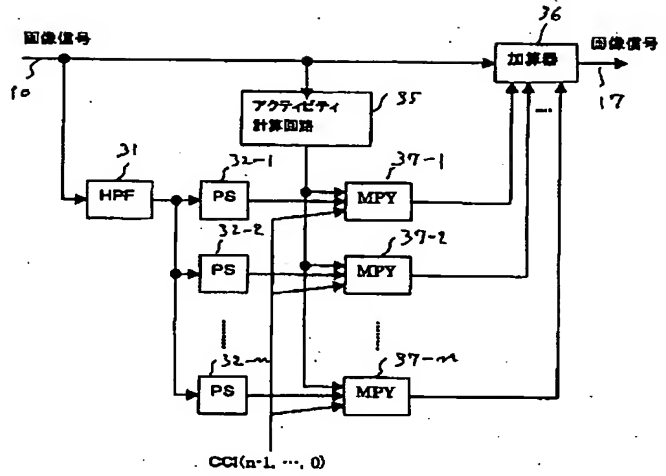 36
画像信号
加算器
画像信号
10
17
アクティビティ
計算回路
35
31
HPF
32-1
PS
37-1
MPY
32-2
PS
37-2
MPY
32-n
PS
37-n
MPY
CCI(n-1, …, 0)